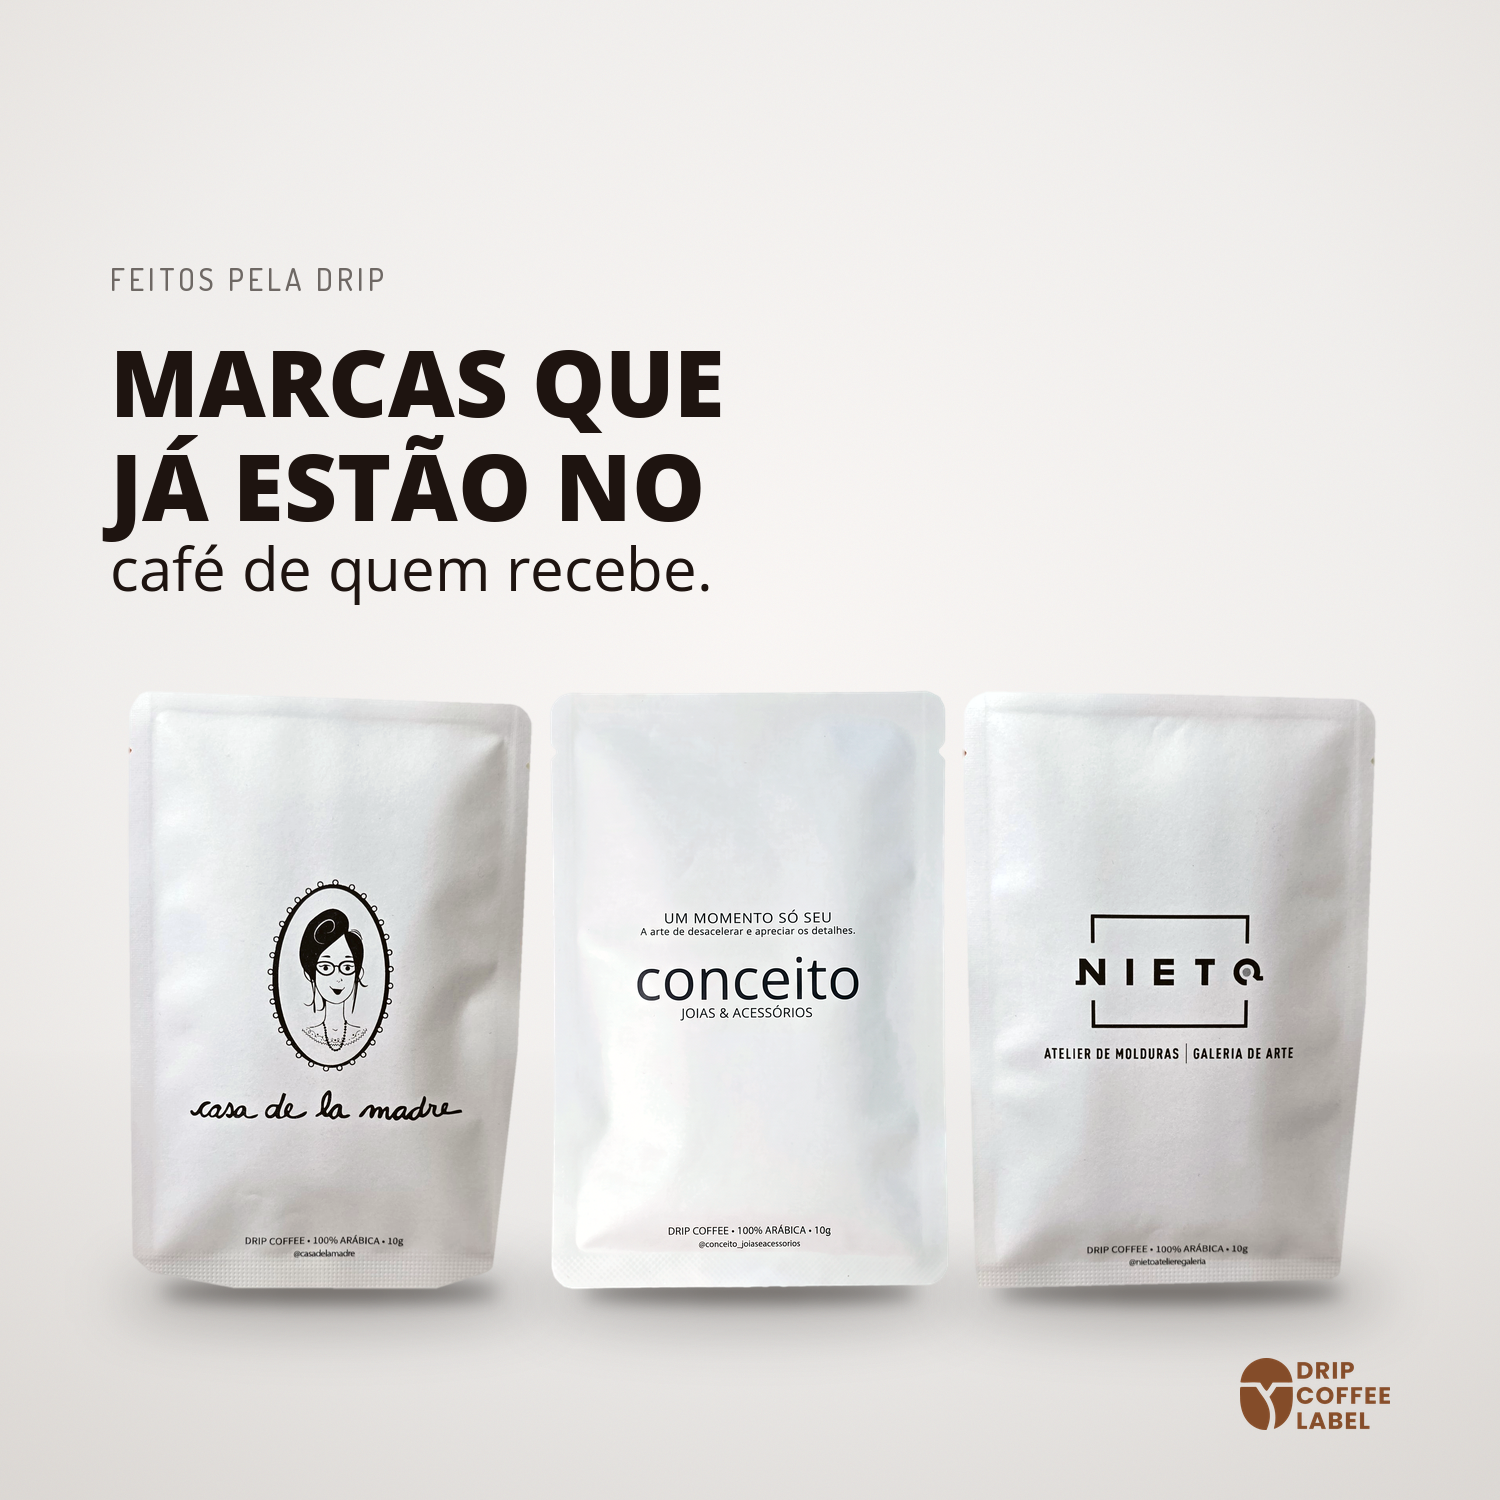 FEITOS PELA DRIP
MARCAS QUE
JÁ ESTÃO NO
café de quem recebe.
casa de la madre
DRIP COFFEE • 100% ARÁBICA • 10g
@casadelamadre
UM MOMENTO SÓ SEU
A arte de desacelerar e apreciar os detalhes.
conceito
JOIAS & ACESSÓRIOS
DRIP COFFEE • 100% ARÁBICA • 10g
@conceito_joiaseacessorios
NIETO
ATELIER DE MOLDURAS | GALERIA DE ARTE
DRIP COFFEE • 100% ARÁBICA • 10g
@nietoatelieregaleria
DRIP
COFFEE
LABEL